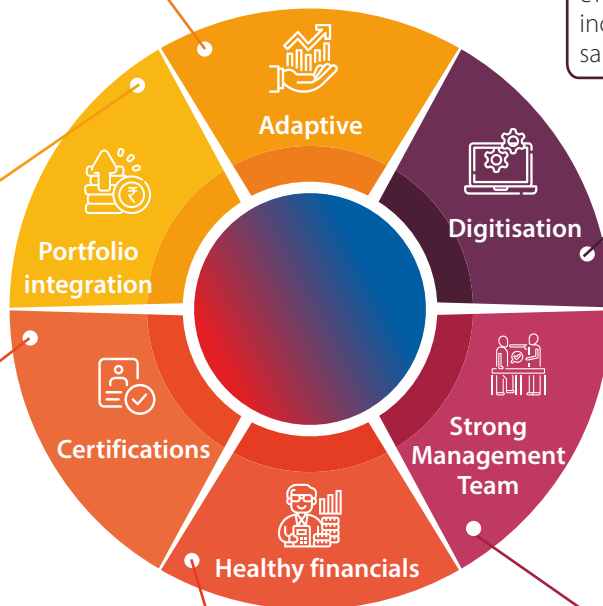 Adaptive
Digitisation
Strong
Management
Team
Healthy financials
Certifications
Portfolio
integration
₹